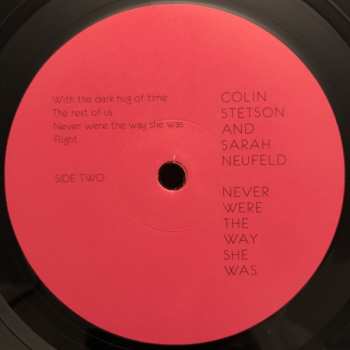 With the dark hug of time
The rest of us
Never were the way she was
Flight
SIDE TWO
COLIN
STETSON
AND
SARAH
NEUFELD
NEVER
WERE
THE
WAY
SHE
WAS